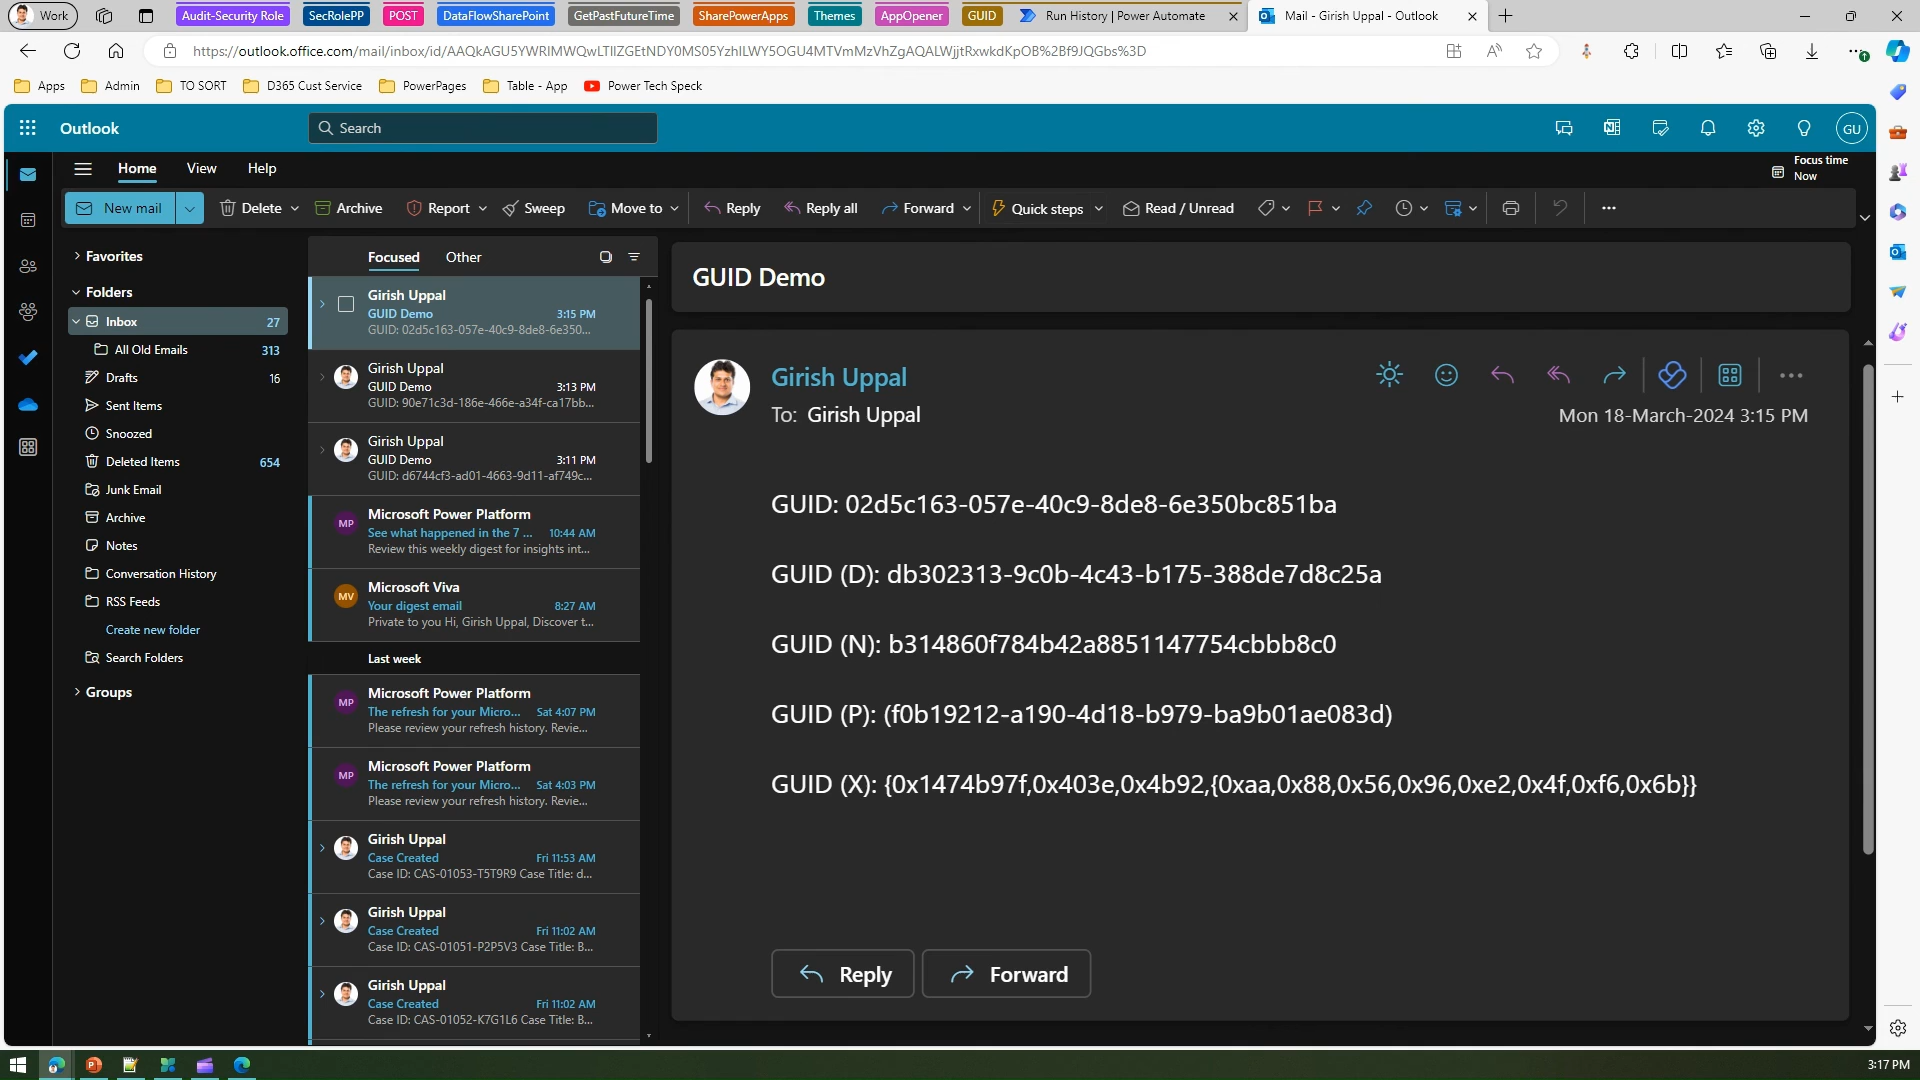 Work
Audit-Security Role
SecRolePP
POST
DataFlowSharePoint
GetPastFutureTime
SharePowerApps
Themes
AppOpener
GUID
Run History | Power Automate
Mail - Girish Uppal - Outlook
https://outlook.office.com/mail/inbox/id/AAQkAGU5YWRlMWQwLTllZGEtNDY0MS05YzhlLWY5OGU4MTVmMzVhZgAQALWjjtRxwkdKpOB%2Bf9JQGbs%3D
Apps
Admin
TO SORT
D365 Cust Service
PowerPages
Table - App
Power Tech Speck
Outlook
Search
GU
Home
View
Help
Focus time
Now
New mail
Delete
Archive
Report
Sweep
Move to
Reply
Reply all
Forward
Quick steps
Read / Unread
Favorites
Folders
Inbox 27
All Old Emails 313
Drafts 16
Sent Items
Snoozed
Deleted Items 654
Junk Email
Archive
Notes
Conversation History
RSS Feeds
Create new folder
Search Folders
Groups
Focused
Other
Girish Uppal
GUID Demo 3:15 PM
GUID: 02d5c163-057e-40c9-8de8-6e350...
Girish Uppal
GUID Demo 3:13 PM
GUID: 90e71c3d-186e-466e-a34f-ca17bb...
Girish Uppal
GUID Demo 3:11 PM
GUID: d6744cf3-ad01-4663-9d11-af749c...
MP
Microsoft Power Platform
See what happened in the 7 ... 10:44 AM
Review this weekly digest for insights int...
MV
Microsoft Viva
Your digest email 8:27 AM
Private to you Hi, Girish Uppal, Discover t...
Last week
MP
Microsoft Power Platform
The refresh for your Micro... Sat 4:07 PM
Please review your refresh history. Revie...
MP
Microsoft Power Platform
The refresh for your Micro... Sat 4:03 PM
Please review your refresh history. Revie...
Girish Uppal
Case Created Fri 11:53 AM
Case ID: CAS-01053-T5T9R9 Case Title: d...
Girish Uppal
Case Created Fri 11:02 AM
Case ID: CAS-01051-P2P5V3 Case Title: B...
Girish Uppal
Case Created Fri 11:02 AM
Case ID: CAS-01052-K7G1L6 Case Title: B...
GUID Demo
Girish Uppal
To: Girish Uppal
Mon 18-March-2024 3:15 PM
GUID: 02d5c163-057e-40c9-8de8-6e350bc851ba
GUID (D): db302313-9c0b-4c43-b175-388de7d8c25a
GUID (N): b314860f784b42a8851147754cbbb8c0
GUID (P): (f0b19212-a190-4d18-b979-ba9b01ae083d)
GUID (X): {0x1474b97f,0x403e,0x4b92,{0xaa,0x88,0x56,0x96,0xe2,0x4f,0xf6,0x6b}}
Reply
Forward
3:17 PM